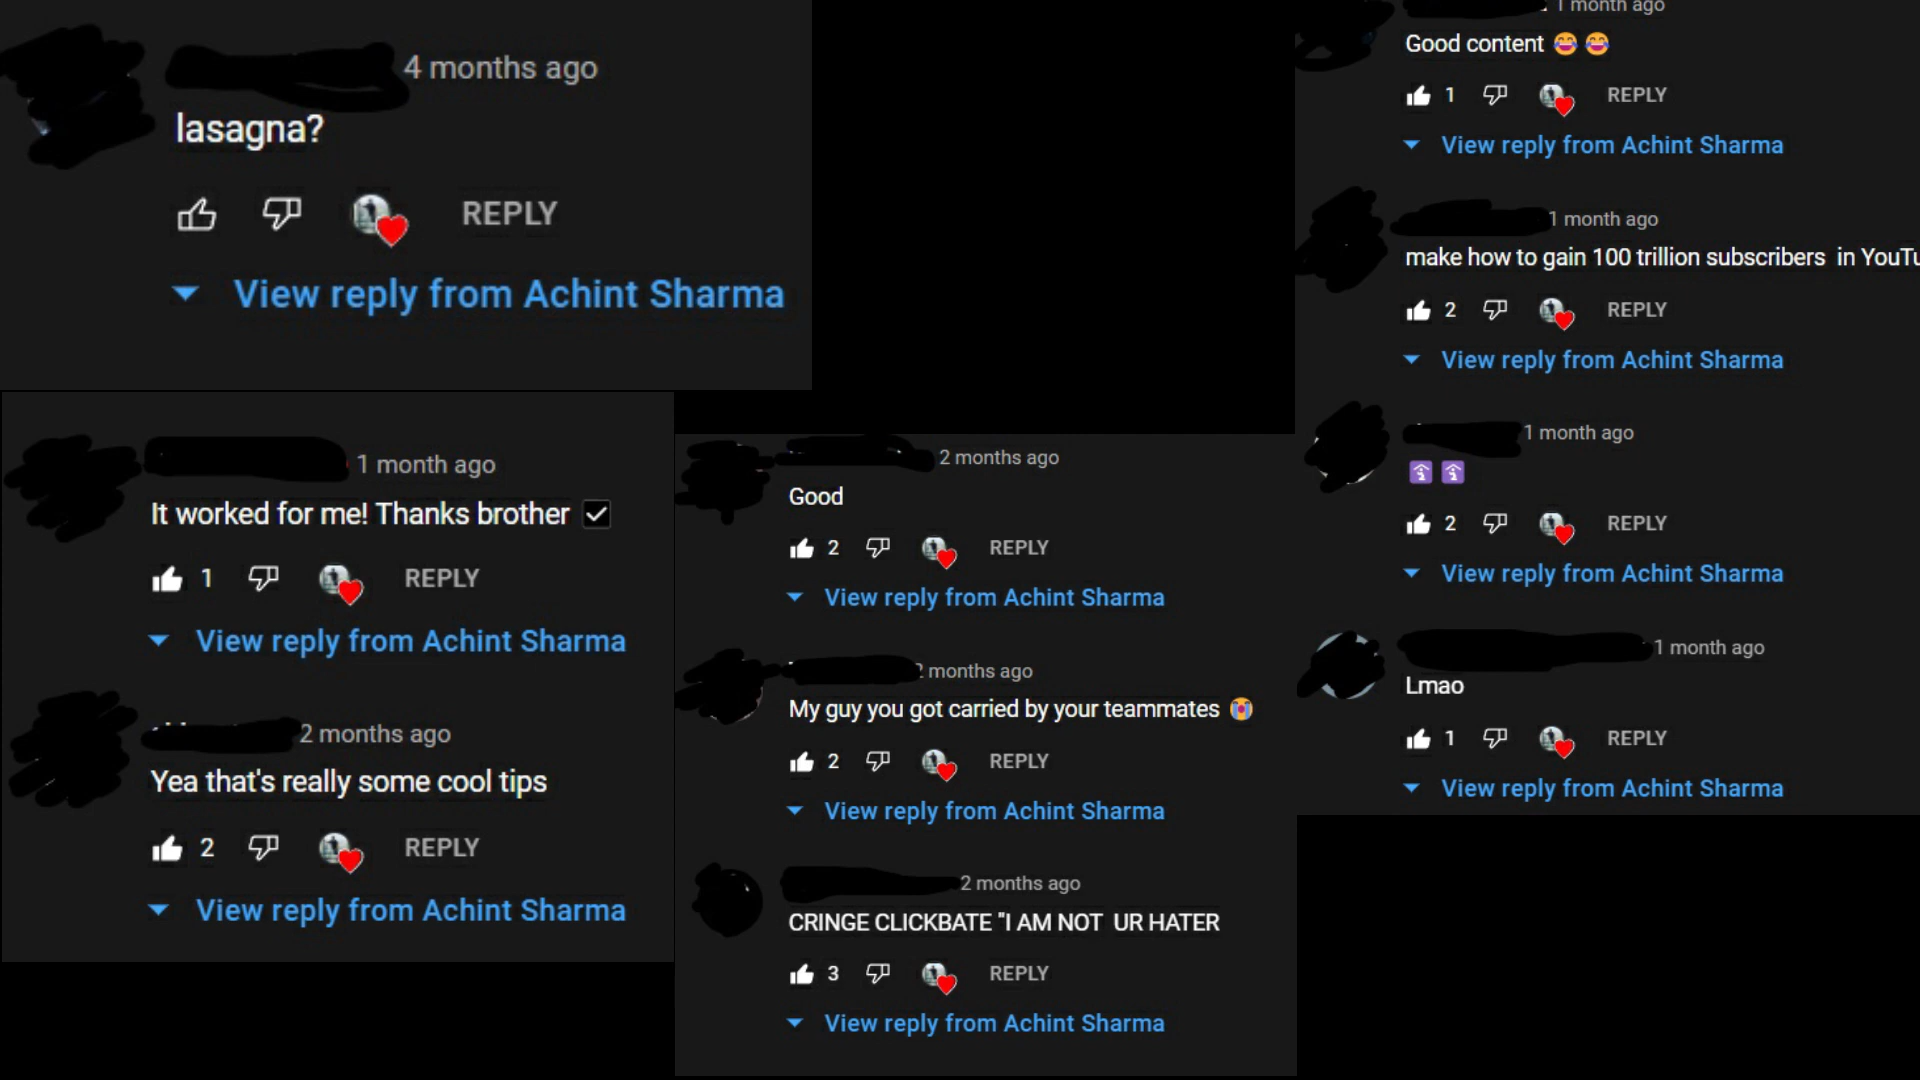 4 months ago
lasagna?
REPLY
View reply from Achint Sharma
1 month ago
It worked for me! Thanks brother ☑
1
REPLY
View reply from Achint Sharma
2 months ago
Yea that's really some cool tips
2
REPLY
View reply from Achint Sharma
2 months ago
Good
2
REPLY
View reply from Achint Sharma
months ago
My guy you got carried by your teammates 😭
2
REPLY
View reply from Achint Sharma
2 months ago
CRINGE CLICKBATE "I AM NOT UR HATER
3
REPLY
View reply from Achint Sharma
1 month ago
Good content 😂 😂
1
REPLY
View reply from Achint Sharma
1 month ago
make how to gain 100 trillion subscribers in YouTu
2
REPLY
View reply from Achint Sharma
1 month ago
🛐 🛐
2
REPLY
View reply from Achint Sharma
1 month ago
Lmao
1
REPLY
View reply from Achint Sharma